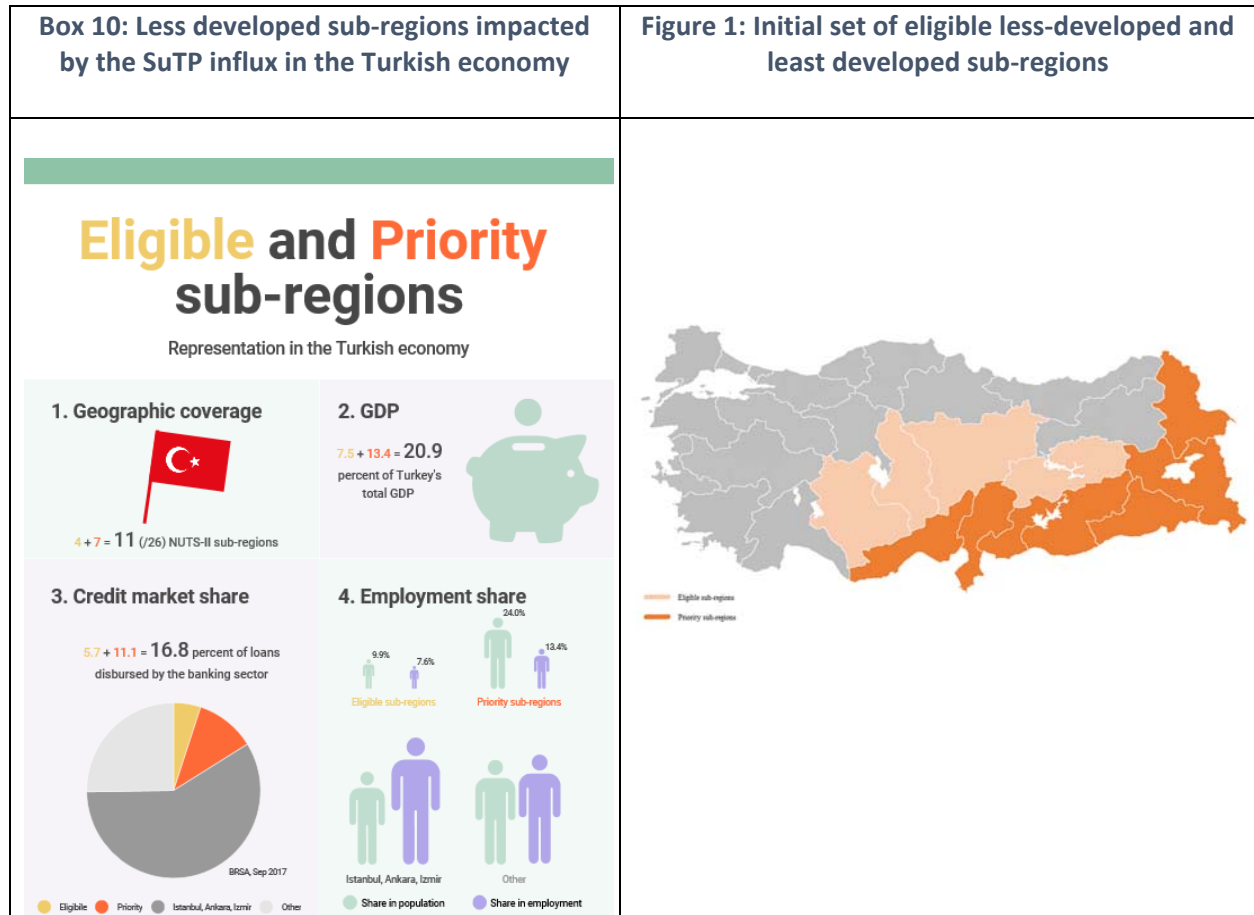 Box 10: Less developed sub-regions impacted
by the SuTP influx in the Turkish economy
Figure 1: Initial set of eligible less-developed and
least developed sub-regions
Eligible and Priority
sub-regions
Representation in the Turkish economy
1. Geographic coverage
4 + 7 = 11 (/26) NUTS-II sub-regions
2. GDP
7.5 + 13.4 = 20.9
percent of Turkey's
total GDP
3. Credit market share
5.7 + 11.1 = 16.8 percent of loans
disbursed by the banking sector
BRSA, Sep 2017
Eligibile
Priority
Istanbul, Ankara, Izmir
Other
4. Employment share
9.9%
7.6%
24.0%
13.4%
Eligible sub-regions
Priority sub-regions
Istanbul, Ankara, Izmir
Other
Share in population
Share in employment
Eligible sub-regions
Priority sub-regions